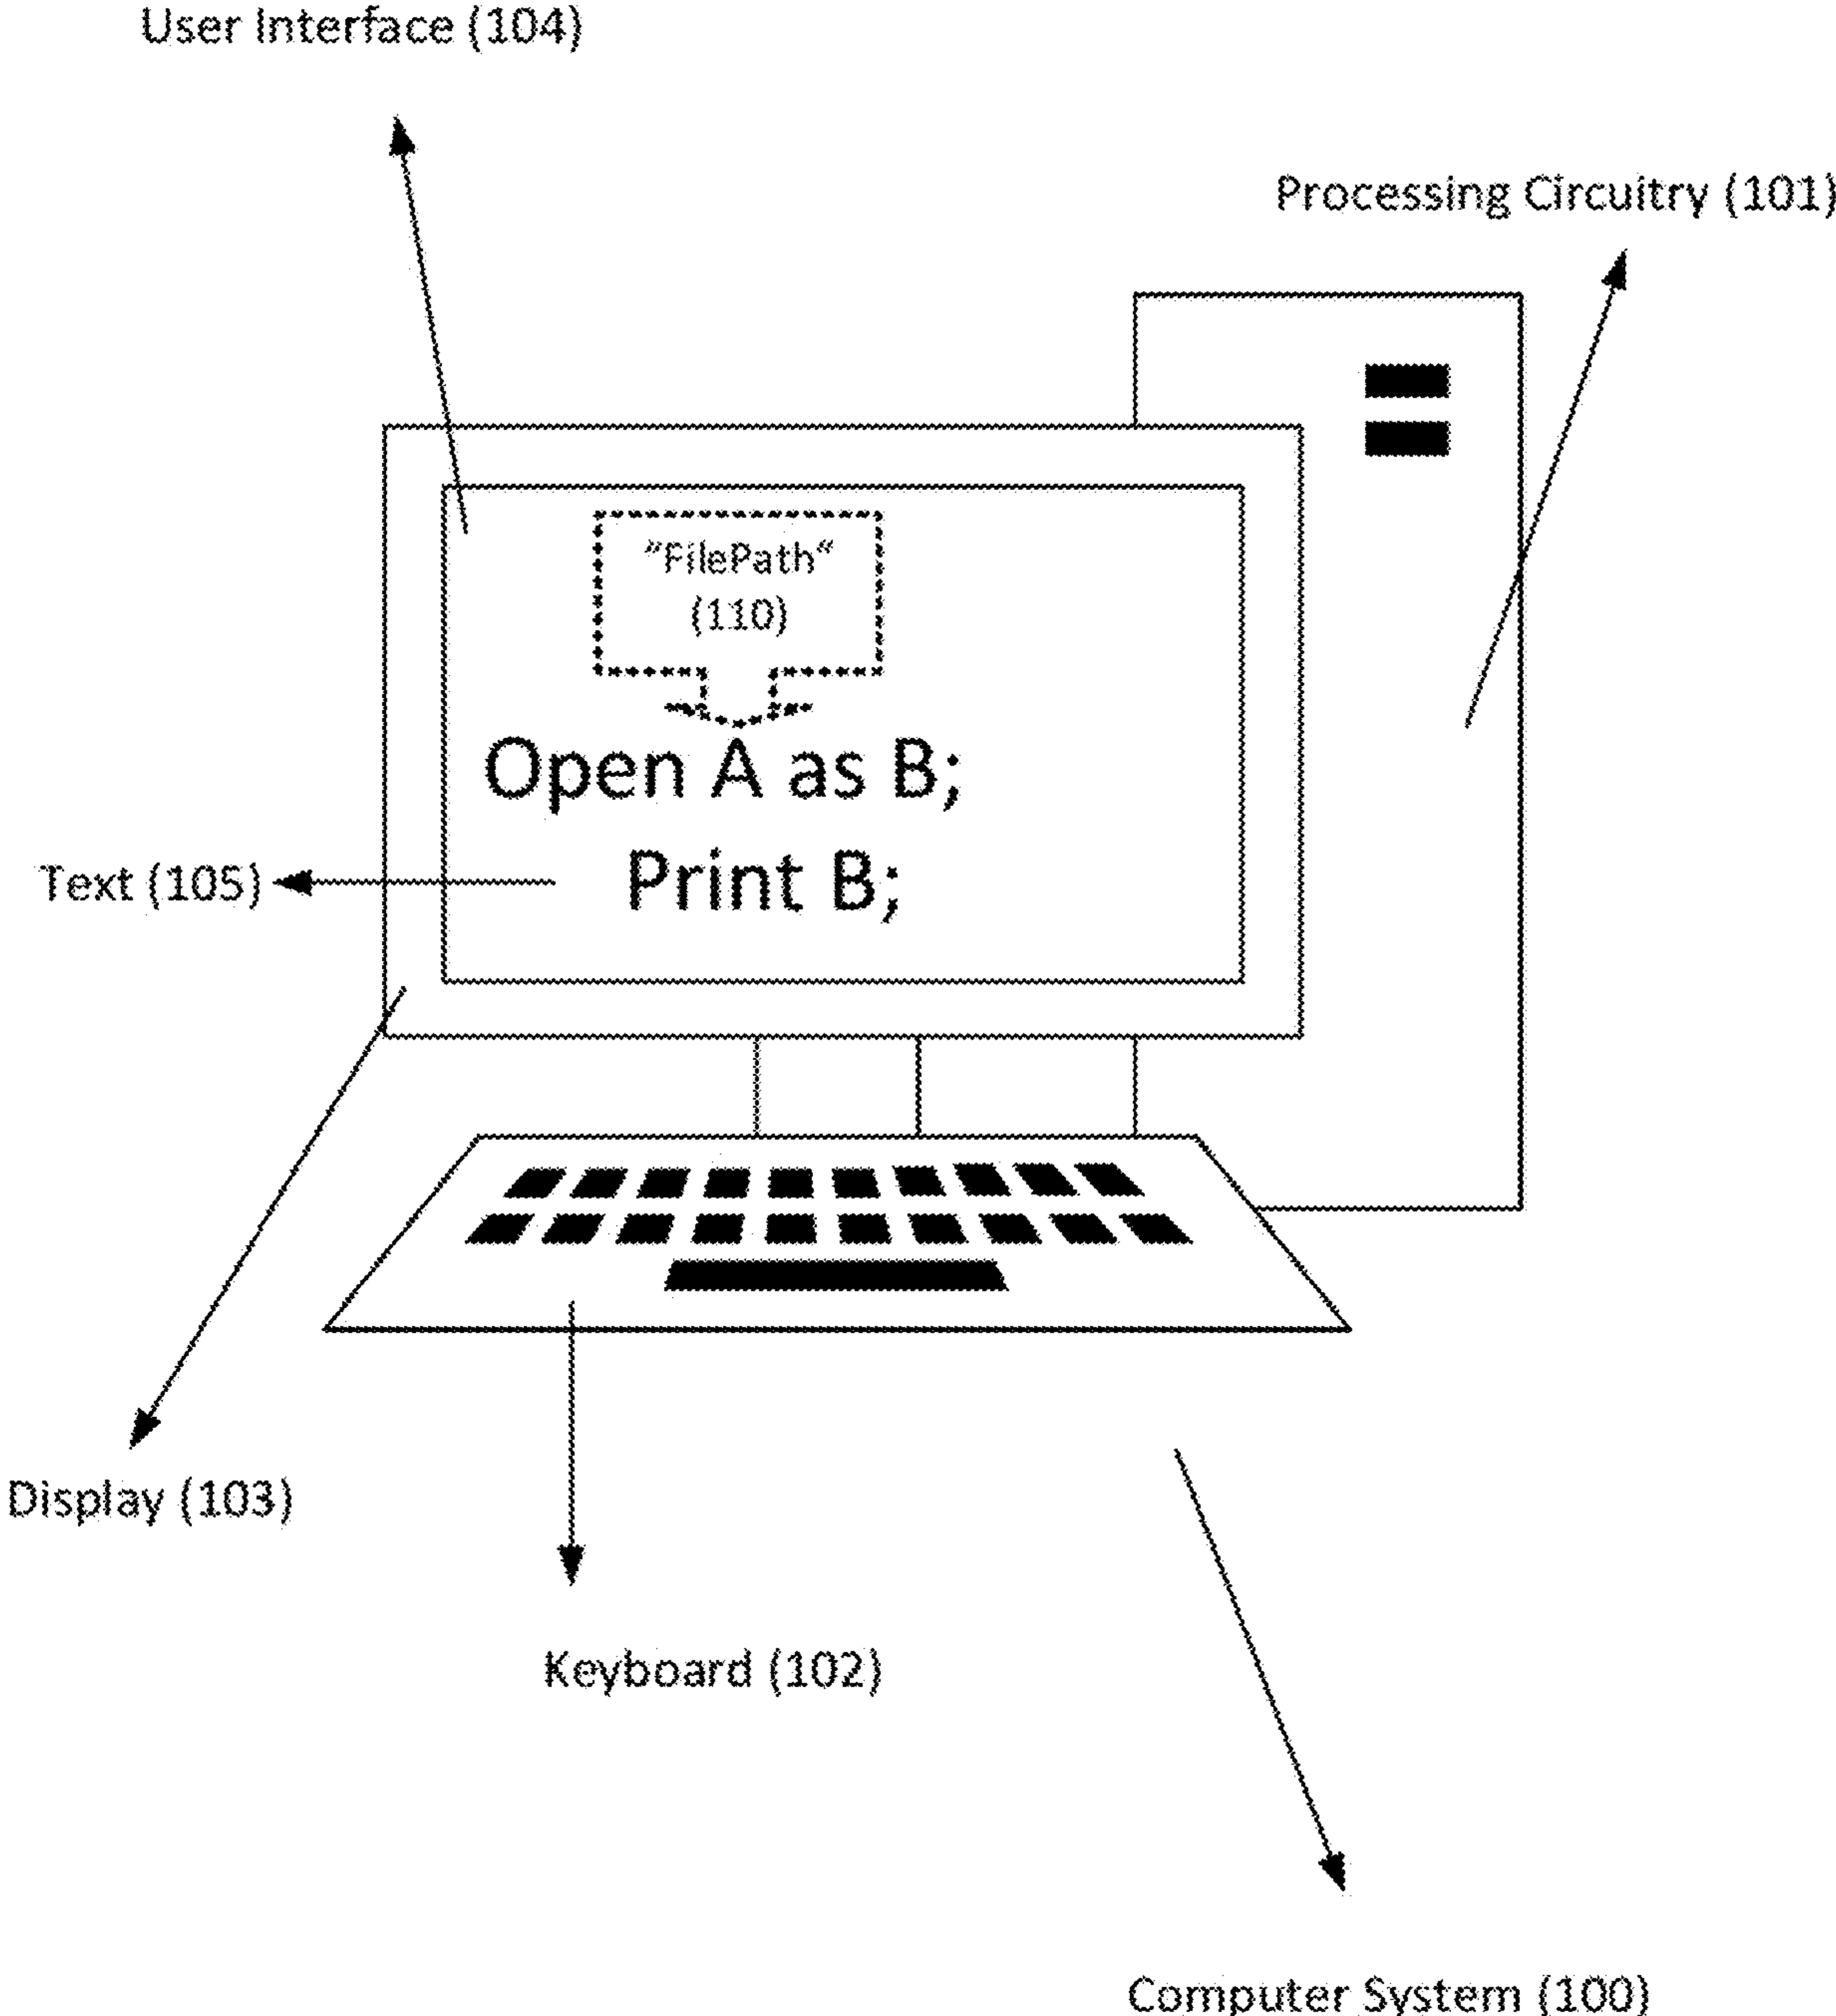 User Interface (104)
Processing Circuitry (101)
“FilePath“
(110)
Open A as B;
Print B;
Text (105)
Display (103)
Keyboard (102)
Computer System (100)